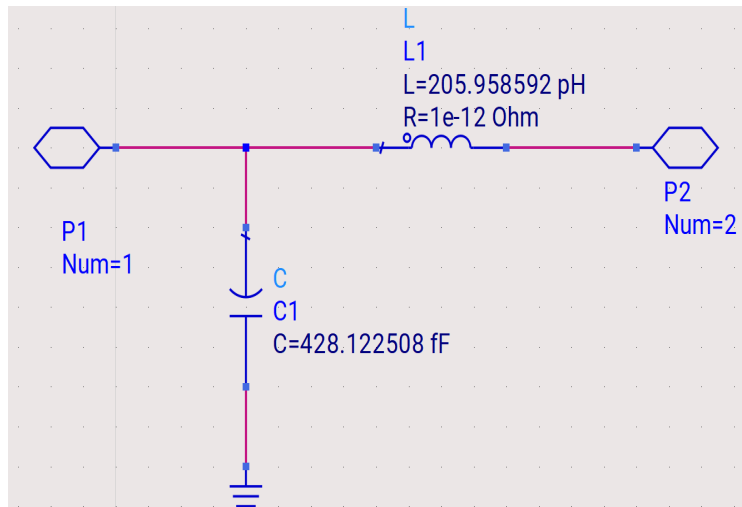 L
L1
L=205.958592 pH
R=1e-12 Ohm
P1
Num=1
P2
Num=2
C
C1
C=428.122508 fF